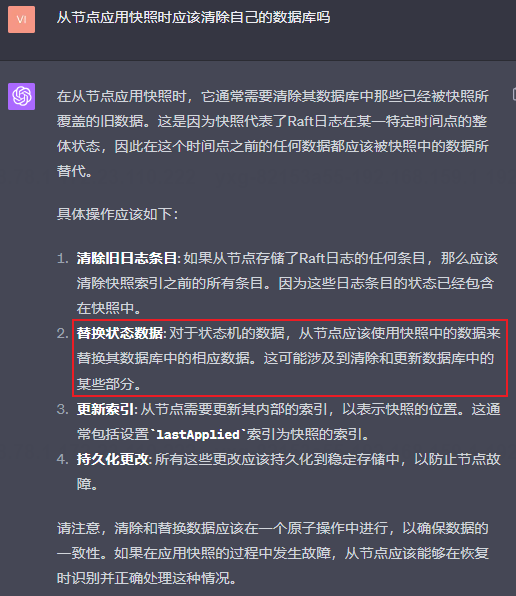 VI
从节点应用快照时应该清除自己的数据库吗
在从节点应用快照时，它通常需要清除其数据库中那些已经被快照所
覆盖的旧数据。这是因为快照代表了Raft日志在某一特定时间点的整
体状态，因此在这个时间点之前的任何数据都应该被快照中的数据所
替代。
具体操作应该如下：
1. 清除旧日志条目: 如果从节点存储了Raft日志的任何条目，那么应该
清除快照索引之前的所有条目。因为这些日志条目的状态已经包含
在快照中。
2. 替换状态数据: 对于状态机的数据，从节点应该使用快照中的数据来
替换其数据库中的相应数据。这可能涉及到清除和更新数据库中的
某些部分。
3. 更新索引: 从节点需要更新其内部的索引，以表示快照的位置。这通
常包括设置`lastApplied`索引为快照的索引。
4. 持久化更改: 所有这些更改应该持久化到稳定存储中，以防止节点故
障。
请注意，清除和替换数据应该在一个原子操作中进行，以确保数据的
一致性。如果在应用快照的过程中发生故障，从节点应该能够在恢复
时识别并正确处理这种情况。